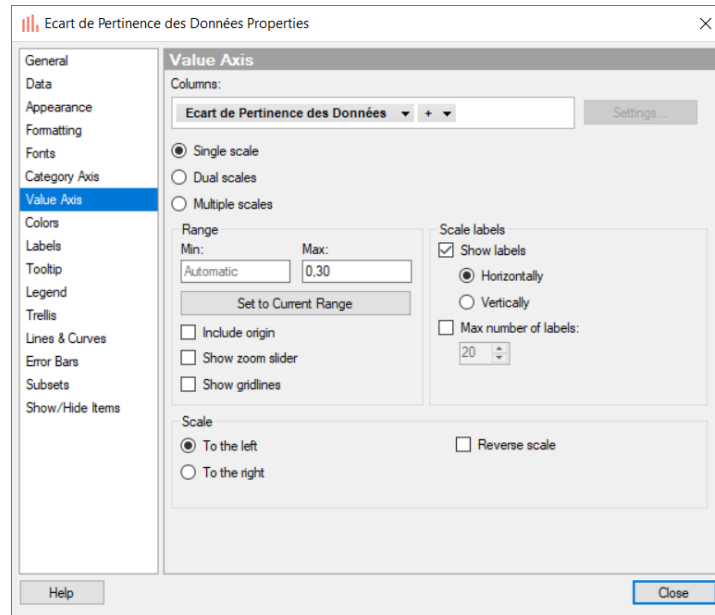 Ecart de Pertinence des Données Properties
General
Data
Appearance
Formatting
Fonts
Category Axis
Value Axis
Colors
Labels
Tooltip
Legend
Trellis
Lines & Curves
Error Bars
Subsets
Show/Hide Items
Value Axis
Columns:
Ecart de Pertinence des Données +
Settings...
Single scale
Dual scales
Multiple scales
Range
Min: Max:
Automatic 0,30
Set to Current Range
Include origin
Show zoom slider
Show gridlines
Scale labels
Show labels
Horizontally
Vertically
Max number of labels:
20
Scale
To the left
To the right
Reverse scale
Help
Close